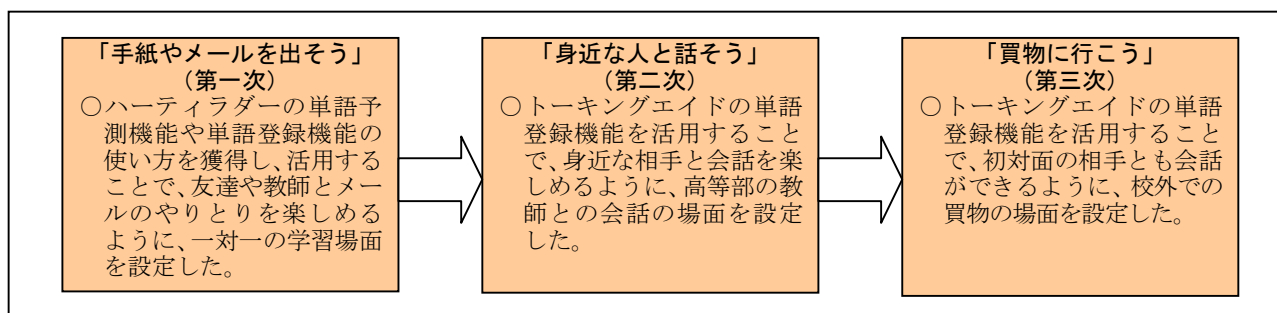 「手紙やメールを出そう」
（第一次）
○ハーティラダーの単語予
測機能や単語登録機能の
使い方を獲得し、活用する
ことで、友達や教師とメー
ルのやりとりを楽しめる
ように、一対一の学習場面
を設定した。
「身近な人と話そう」
（第二次）
○トーキングエイドの単語
登録機能を活用すること
で、身近な相手と会話を楽
しめるように、高等部の教
師との会話の場面を設定
した。
「買物に行こう」
（第三次）
○トーキングエイドの単語
登録機能を活用すること
で、初対面の相手とも会話
ができるように、校外での
買物の場面を設定した。